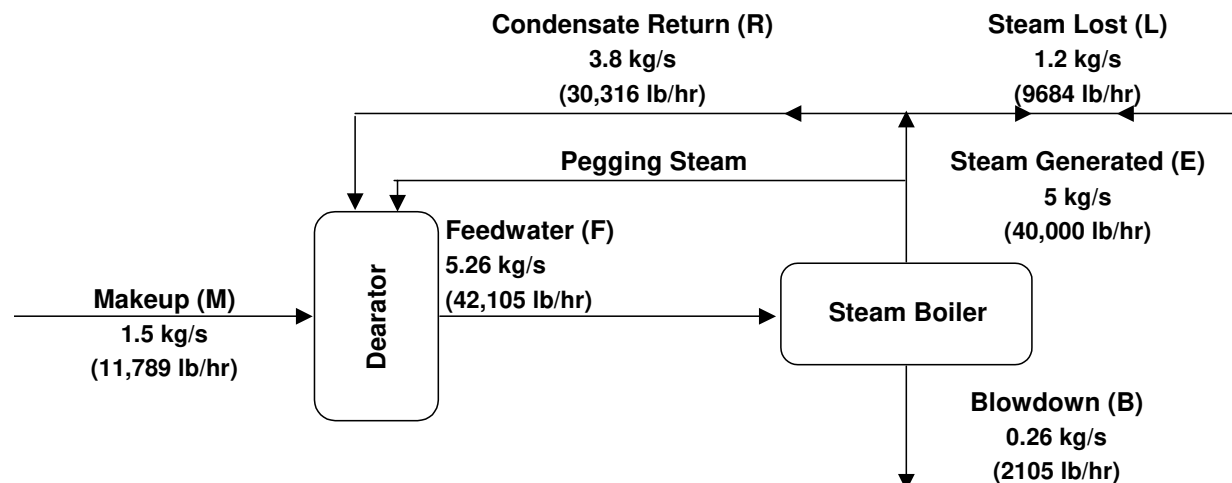 Condensate Return (R)
3.8 kg/s
(30,316 lb/hr)
Steam Lost (L)
1.2 kg/s
(9684 lb/hr)
Pegging Steam
Steam Generated (E)
5 kg/s
(40,000 lb/hr)
Feedwater (F)
5.26 kg/s
(42,105 lb/hr)
Dearator
Makeup (M)
1.5 kg/s
(11,789 lb/hr)
Steam Boiler
Blowdown (B)
0.26 kg/s
(2105 lb/hr)